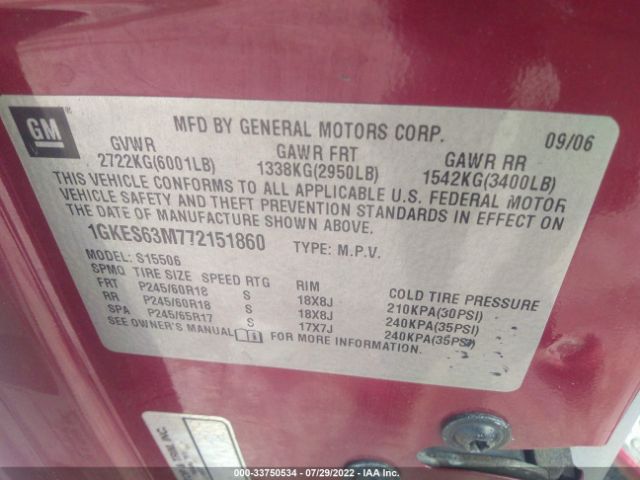 GM®
MFD BY GENERAL MOTORS CORP. 09/06
GVWR GAWR FRT GAWR RR
2722KG(6001LB) 1338KG(2950LB) 1542KG(3400LB)
THIS VEHICLE CONFORMS TO ALL APPLICABLE U.S. FEDERAL MOTOR
VEHICLE SAFETY AND THEFT PREVENTION STANDARDS IN EFFECT ON
THE DATE OF MANUFACTURE SHOWN ABOVE.
1GKES63M772151860 TYPE: M.P.V.
MODEL: S15506
SPMO TIRE SIZE SPEED RTG RIM COLD TIRE PRESSURE
FRT P245/60R18 S 18X8J 210KPA(30PSI)
RR P245/60R18 S 18X8J 240KPA(35PSI)
SPA P245/65R17 S 17X7J 240KPA(35PSI)
SEE OWNER'S MANUAL FOR MORE INFORMATION.
000-33750534 - 07/29/2022 - IAAI Corp.